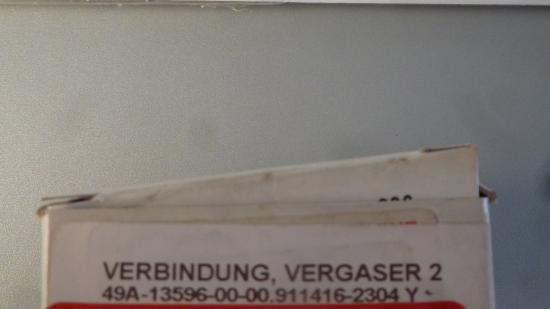 VERBINDUNG, VERGASER 2
49A-13596-00-00.911416-2304 Y